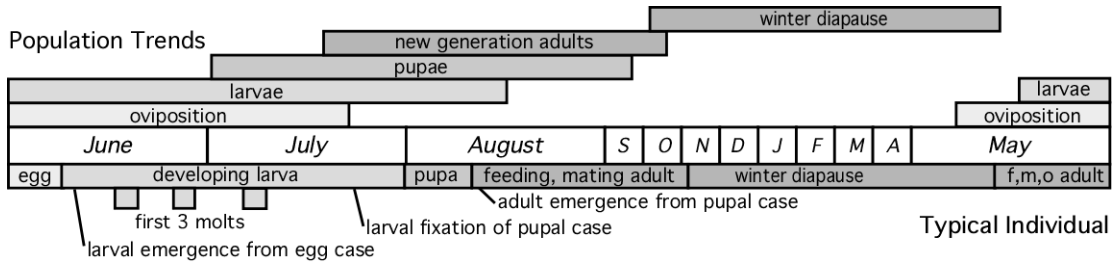 winter diapause
Population Trends
new generation adults
pupae
larvae
larvae
oviposition
oviposition
June July August S O N D J F M A May
egg developing larva pupa feeding, mating adult winter diapause f,m,o adult
adult emergence from pupal case
first 3 molts
larval fixation of pupal case
Typical Individual
larval emergence from egg case